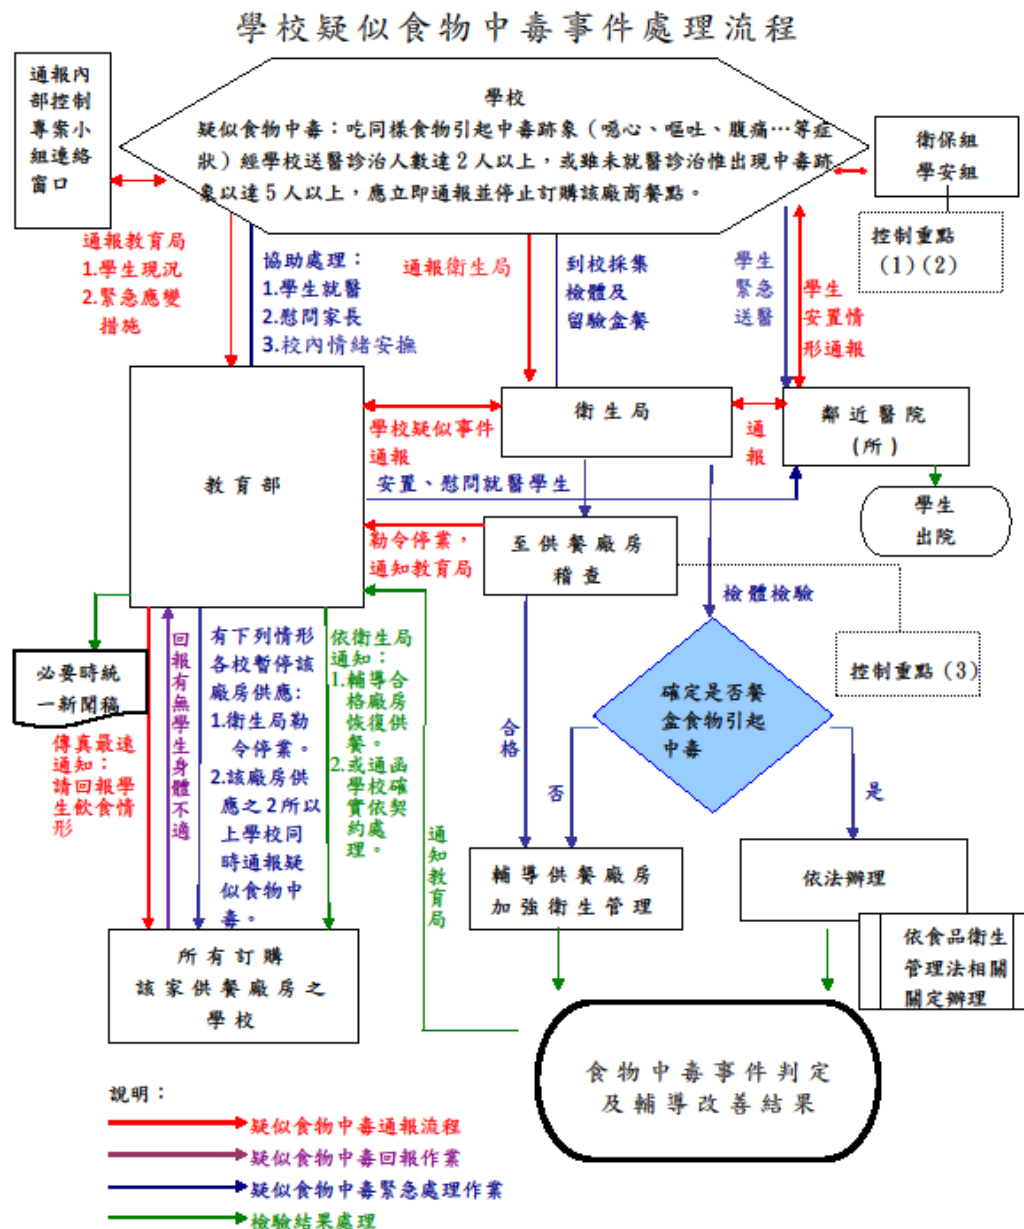 學校疑似食物中毒事件處理流程
通報內
部控制
專案小
組連絡
窗口
學校
疑似食物中毒：吃同樣食物引起中毒跡象（噁心、嘔吐、腹痛…等症
狀）經學校送醫診治人數達2人以上，或雖未就醫診治惟出現中毒跡
象以達5人以上，應立即通報並停止訂購該廠商餐點。
衛保組
學安組
控制重點
(1)(2)
通報教育局
1.學生現況
2.緊急應變
措施
協助處理：
1.學生就醫
2.慰問家長
3.校內情緒安撫
通報衛生局
到校採集
檢體及
留驗盒餐
學生
緊急
送醫
學生
安置情
形通報
教育部
衛生局
鄰近醫院
(所)
學校疑似事件
通報
通
報
安置、慰問就醫學生
學生
出院
勒令停業，
通知教育局
至供餐廠房
稽查
檢體檢驗
控制重點(3)
必要時統
一新聞稿
傳真最速
通知：
請回報學
生飲食情
形
回報有無學生身體不適
有下列情形
各校暫停該
廠房供應:
1.衛生局勒
令停業。
2.該廠房供
應之2所以
上學校同
時通報疑
似食物中
毒。
依衛生局
通知：
1.輔導合
格廠房
恢復供
餐。
2.或通函
學校確
實依契
約處
理。
通知教育局
合格
確定是否餐
盒食物引起
中毒
否
是
輔導供餐廠房
加強衛生管理
依法辦理
依食品衛生
管理法相關
關定辦理
所有訂購
該家供餐廠房之
學校
食物中毒事件判定
及輔導改善結果
說明：
疑似食物中毒通報流程
疑似食物中毒回報作業
疑似食物中毒緊急處理作業
檢驗結果處理